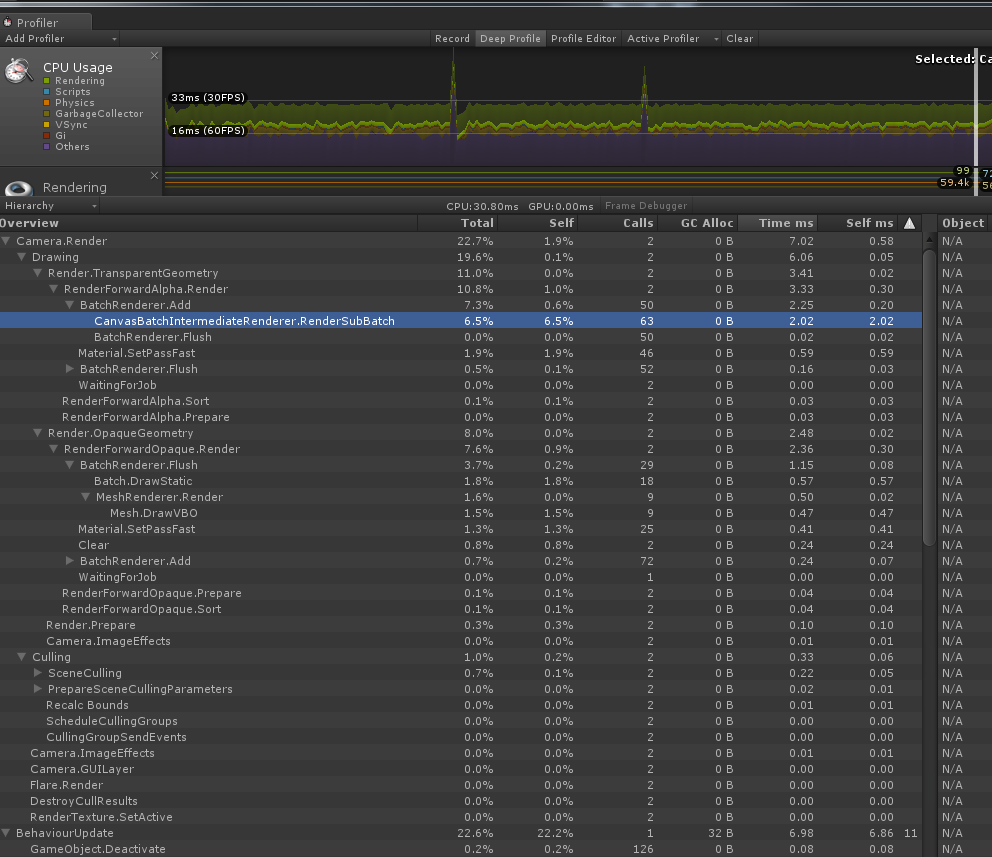 Profiler
Add Profiler Record Deep Profile Profile Editor Active Profiler Clear
CPU Usage
Rendering
Scripts
Physics
GarbageCollector
VSync
Gi
Others
Selected: Ca
33ms (30FPS)
16ms (60FPS)
99
59.4k
Rendering
Hierarchy CPU:30.80ms GPU:0.00ms Frame Debugger
Overview Total Self Calls GC Alloc Time ms Self ms Object
Camera.Render 22.7% 1.9% 2 0 B 7.02 0.58 N/A
Drawing 19.6% 0.1% 2 0 B 6.06 0.05 N/A
Render.TransparentGeometry 11.0% 0.0% 2 0 B 3.41 0.02 N/A
RenderForwardAlpha.Render 10.8% 1.0% 2 0 B 3.33 0.30 N/A
BatchRenderer.Add 7.3% 0.6% 50 0 B 2.25 0.20 N/A
CanvasBatchIntermediateRenderer.RenderSubBatch 6.5% 6.5% 63 0 B 2.02 2.02 N/A
BatchRenderer.Flush 0.0% 0.0% 50 0 B 0.02 0.02 N/A
Material.SetPassFast 1.9% 1.9% 46 0 B 0.59 0.59 N/A
BatchRenderer.Flush 0.5% 0.1% 52 0 B 0.16 0.03 N/A
WaitingForJob 0.0% 0.0% 2 0 B 0.00 0.00 N/A
RenderForwardAlpha.Sort 0.1% 0.1% 2 0 B 0.03 0.03 N/A
RenderForwardAlpha.Prepare 0.0% 0.0% 2 0 B 0.03 0.03 N/A
Render.OpaqueGeometry 8.0% 0.0% 2 0 B 2.48 0.02 N/A
RenderForwardOpaque.Render 7.6% 0.9% 2 0 B 2.36 0.30 N/A
BatchRenderer.Flush 3.7% 0.2% 29 0 B 1.15 0.08 N/A
Batch.DrawStatic 1.8% 1.8% 18 0 B 0.57 0.57 N/A
MeshRenderer.Render 1.6% 0.0% 9 0 B 0.50 0.02 N/A
Mesh.DrawVBO 1.5% 1.5% 9 0 B 0.47 0.47 N/A
Material.SetPassFast 1.3% 1.3% 25 0 B 0.41 0.41 N/A
Clear 0.8% 0.8% 2 0 B 0.24 0.24 N/A
BatchRenderer.Add 0.7% 0.2% 72 0 B 0.24 0.07 N/A
WaitingForJob 0.0% 0.0% 1 0 B 0.00 0.00 N/A
RenderForwardOpaque.Prepare 0.1% 0.1% 2 0 B 0.04 0.04 N/A
RenderForwardOpaque.Sort 0.1% 0.1% 2 0 B 0.04 0.04 N/A
Render.Prepare 0.3% 0.3% 2 0 B 0.10 0.10 N/A
Camera.ImageEffects 0.0% 0.0% 2 0 B 0.01 0.01 N/A
Culling 1.0% 0.2% 2 0 B 0.33 0.06 N/A
SceneCulling 0.7% 0.1% 2 0 B 0.22 0.05 N/A
PrepareSceneCullingParameters 0.0% 0.0% 2 0 B 0.02 0.01 N/A
Recalc Bounds 0.0% 0.0% 2 0 B 0.01 0.01 N/A
ScheduleCullingGroups 0.0% 0.0% 2 0 B 0.00 0.00 N/A
CullingGroupSendEvents 0.0% 0.0% 2 0 B 0.00 0.00 N/A
Camera.ImageEffects 0.0% 0.0% 2 0 B 0.01 0.01 N/A
Camera.GUILayer 0.0% 0.0% 2 0 B 0.00 0.00 N/A
Flare.Render 0.0% 0.0% 2 0 B 0.00 0.00 N/A
DestroyCullResults 0.0% 0.0% 2 0 B 0.00 0.00 N/A
RenderTexture.SetActive 0.0% 0.0% 2 0 B 0.00 0.00 N/A
BehaviourUpdate 22.6% 22.2% 1 32 B 6.98 6.86 11 N/A
GameObject.Deactivate 0.2% 0.2% 126 0 B 0.08 0.08 N/A